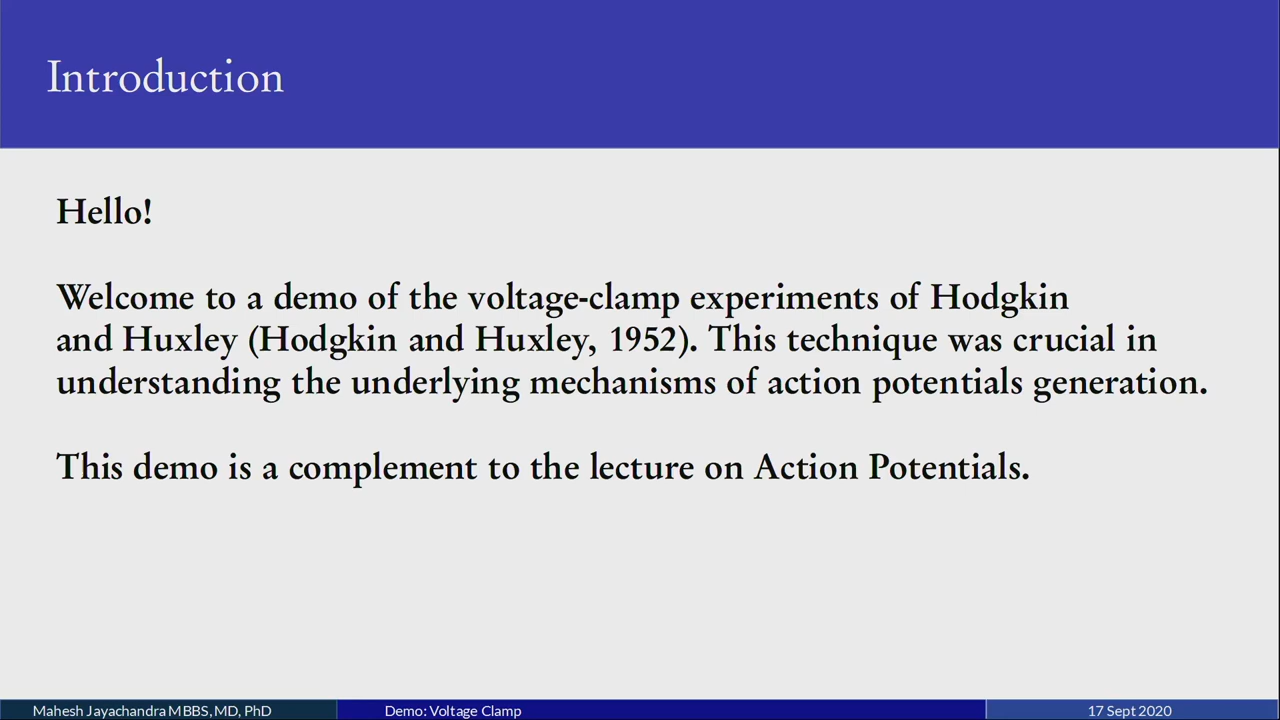 Introduction
Hello!
Welcome to a demo of the voltage-clamp experiments of Hodgkin
and Huxley (Hodgkin and Huxley, 1952). This technique was crucial in
understanding the underlying mechanisms of action potentials generation.
This demo is a complement to the lecture on Action Potentials.
Mahesh Jayachandra MBBS, MD, PhD
Demo: Voltage Clamp
17 Sept 2020